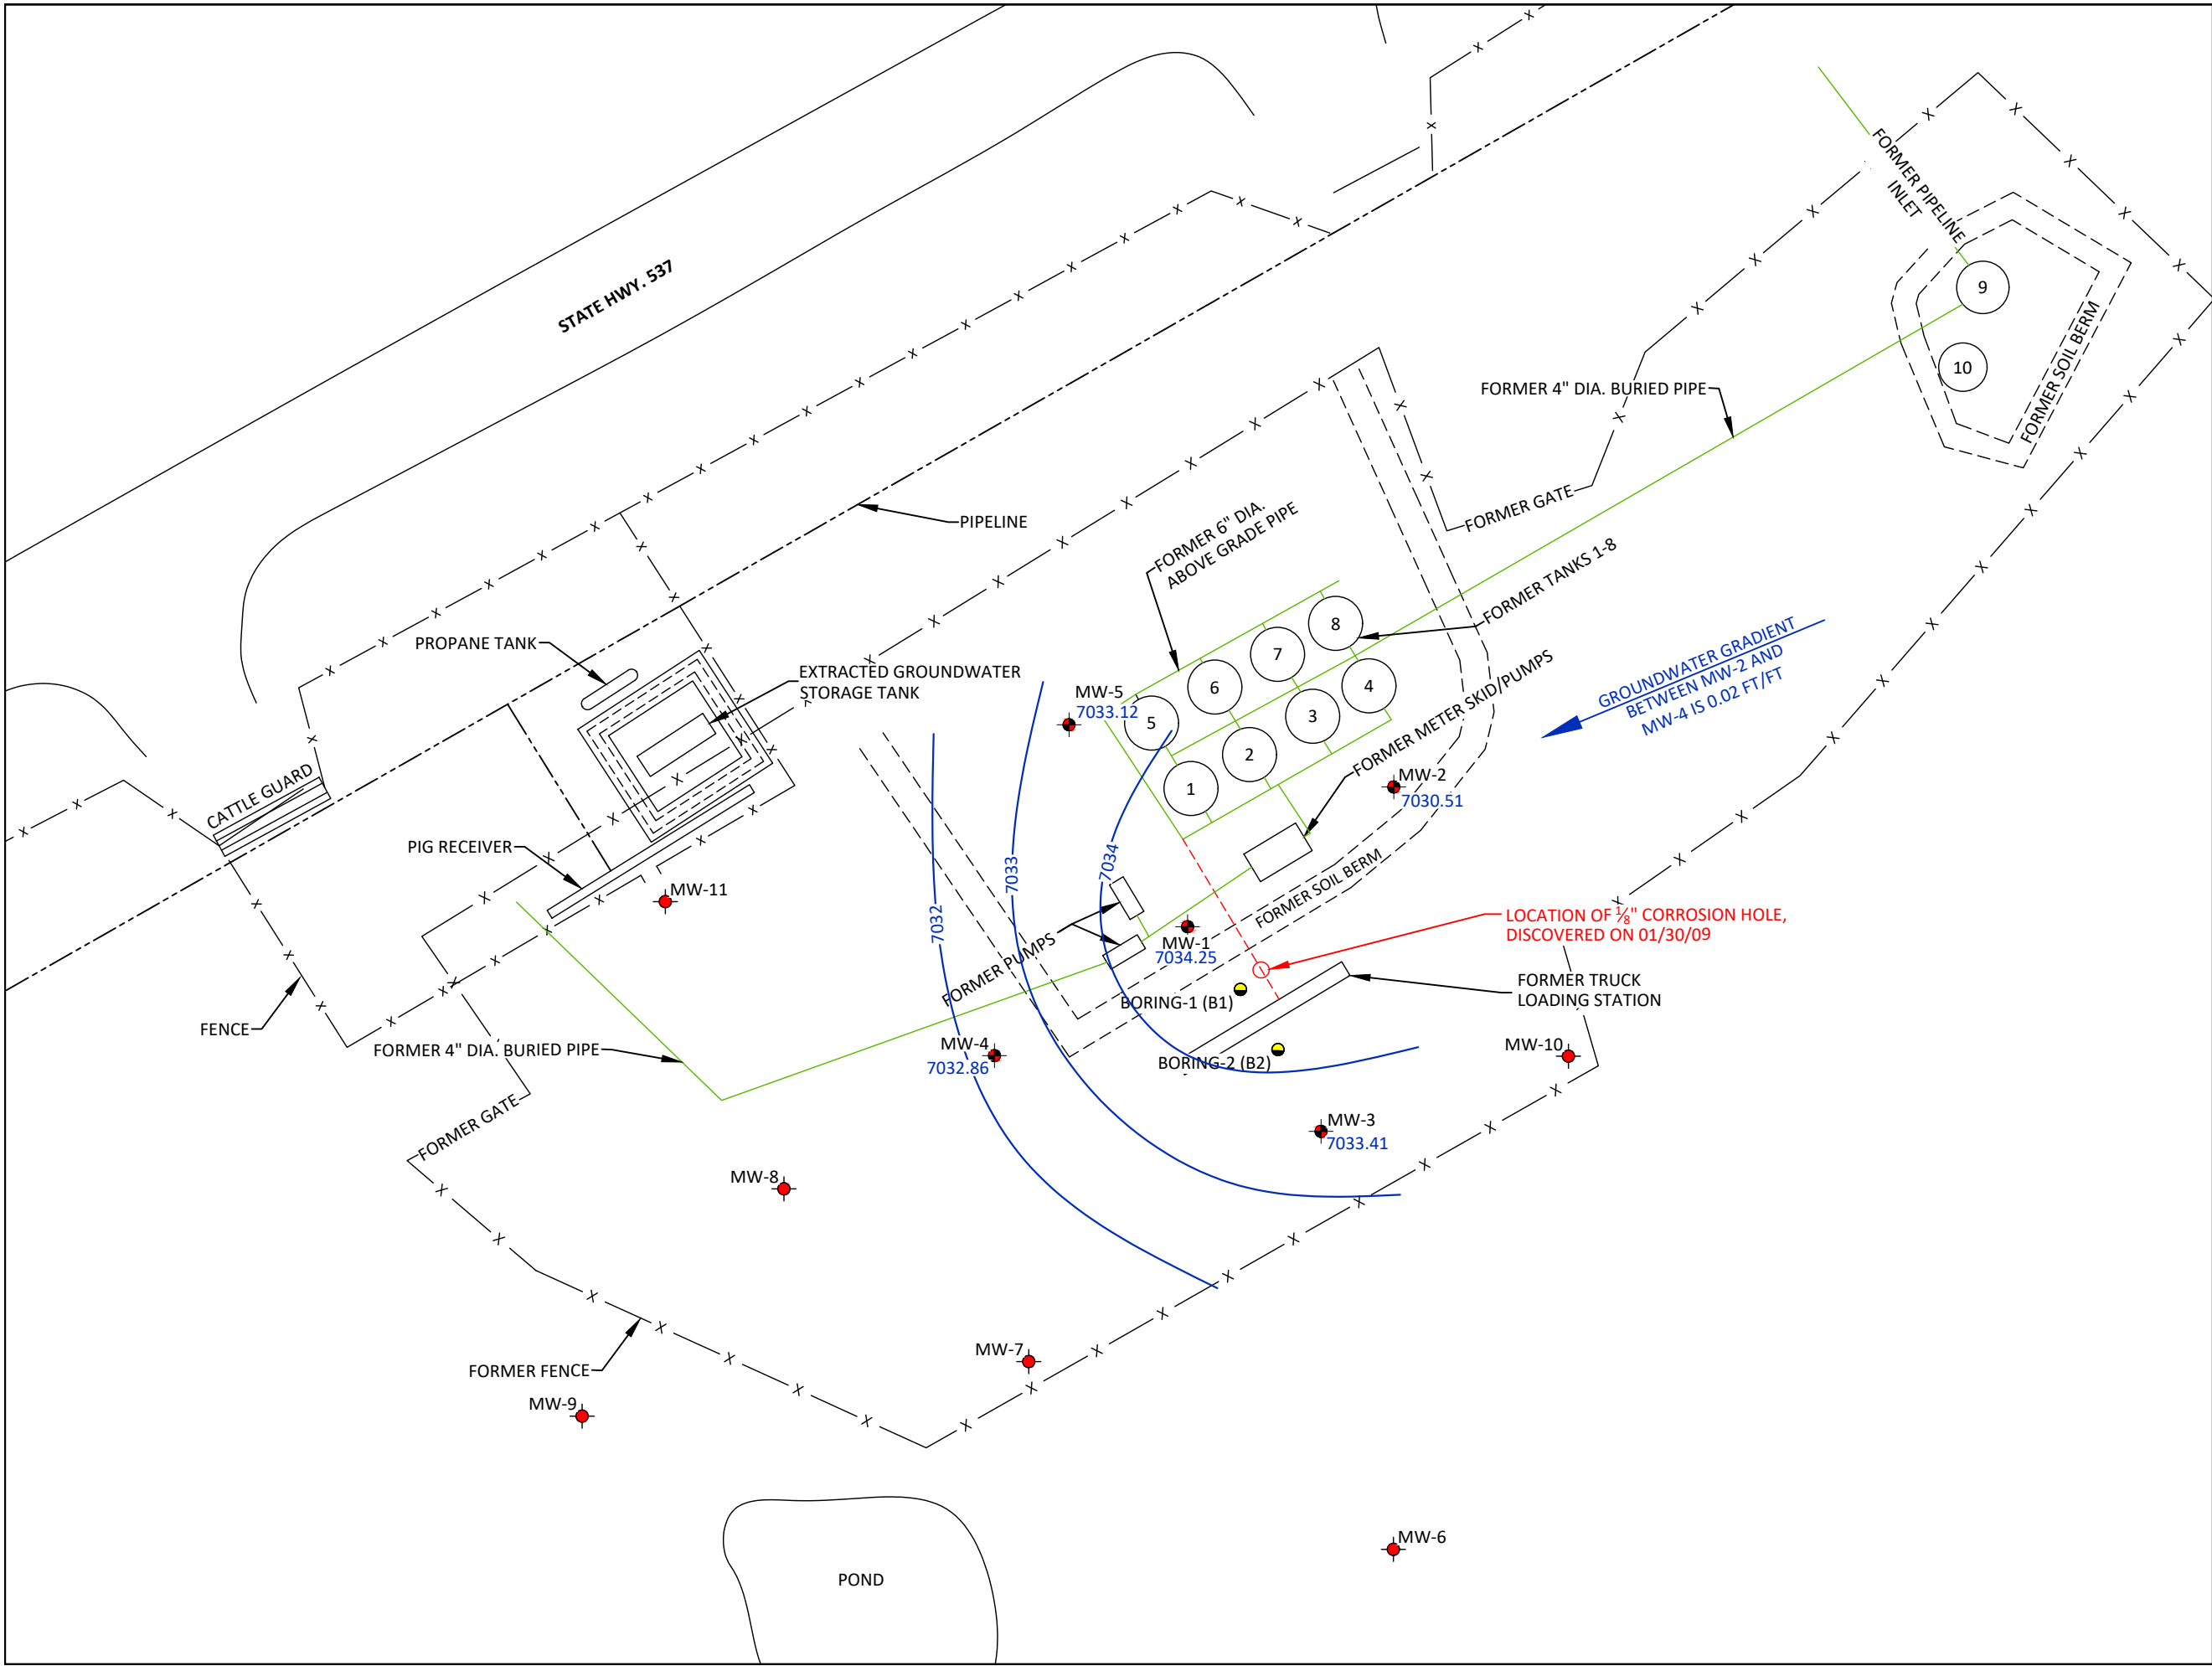 STATE HWY. 537
FORMER PIPELINE
INLET
9
10
FORMER SOIL BERM
FORMER 4" DIA. BURIED PIPE
FORMER GATE
PIPELINE
FORMER 6" DIA.
ABOVE GRADE PIPE
FORMER TANKS 1-8
8
7
6
5
4
3
2
1
PROPANE TANK
EXTRACTED GROUNDWATER
STORAGE TANK
MW-5
7033.12
FORMER METER SKID/PUMPS
GROUNDWATER GRADIENT
BETWEEN MW-2 AND
MW-4 IS 0.02 FT/FT
MW-2
7030.51
CATTLE GUARD
PIG RECEIVER
MW-11
7032
7033
7034
FORMER SOIL BERM
LOCATION OF ⅛" CORROSION HOLE,
DISCOVERED ON 01/30/09
MW-1
7034.25
FORMER PUMPS
FORMER TRUCK
LOADING STATION
BORING-1 (B1)
FENCE
FORMER 4" DIA. BURIED PIPE
MW-4
7032.86
BORING-2 (B2)
MW-10
FORMER GATE
MW-3
7033.41
MW-8
FORMER FENCE
MW-7
MW-9
MW-6
POND